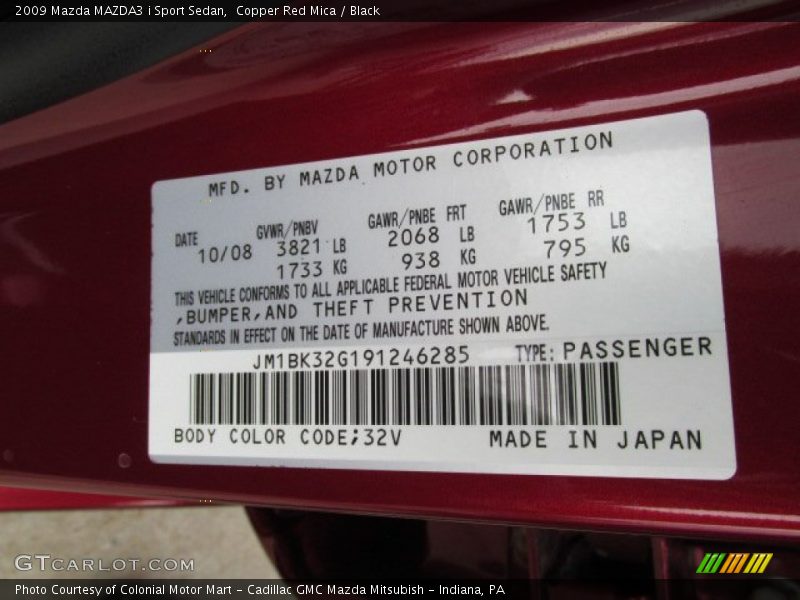 2009 Mazda MAZDA3 i Sport Sedan,  Copper Red Mica / Black
MFD. BY MAZDA MOTOR CORPORATION
DATE GVWR/PNBV GAWR/PNBE FRT GAWR/PNBE RR
10/08 3821 LB 2068 LB 1753 LB
1733 KG 938 KG 795 KG
THIS VEHICLE CONFORMS TO ALL APPLICABLE FEDERAL MOTOR VEHICLE SAFETY
,BUMPER,AND THEFT PREVENTION
STANDARDS IN EFFECT ON THE DATE OF MANUFACTURE SHOWN ABOVE.
JM1BK32G191246285 TYPE: PASSENGER
BODY COLOR CODE;32V MADE IN JAPAN
GTCARLOT.COM
Photo Courtesy of Colonial Motor Mart - Cadillac GMC Mazda Mitsubish - Indiana, PA